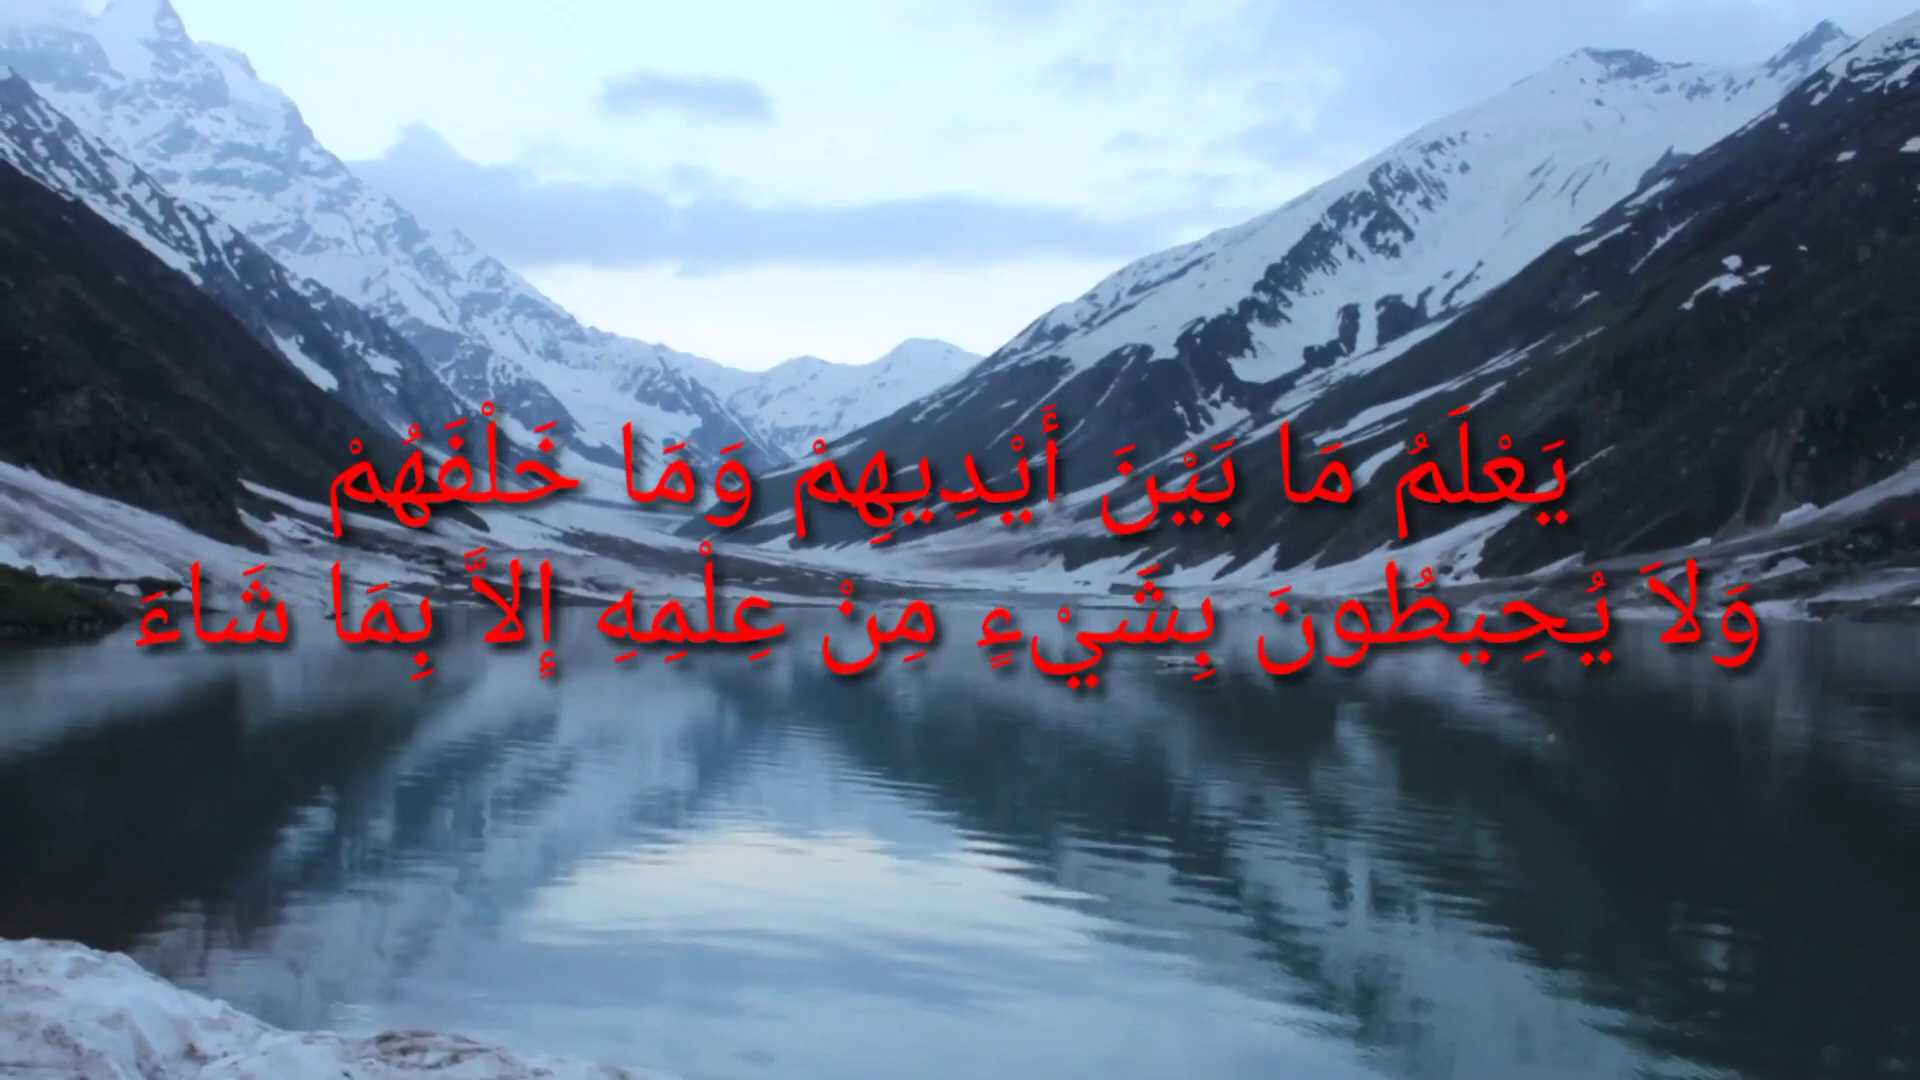 يَعْلَمُ مَا بَيْنَ أَيْدِيهِمْ وَمَا خَلْفَهُمْ
وَلاَ يُحِيطُونَ بِشَيْءٍ مِنْ عِلْمِهِ إِلاَّ بِمَا شَاءَ